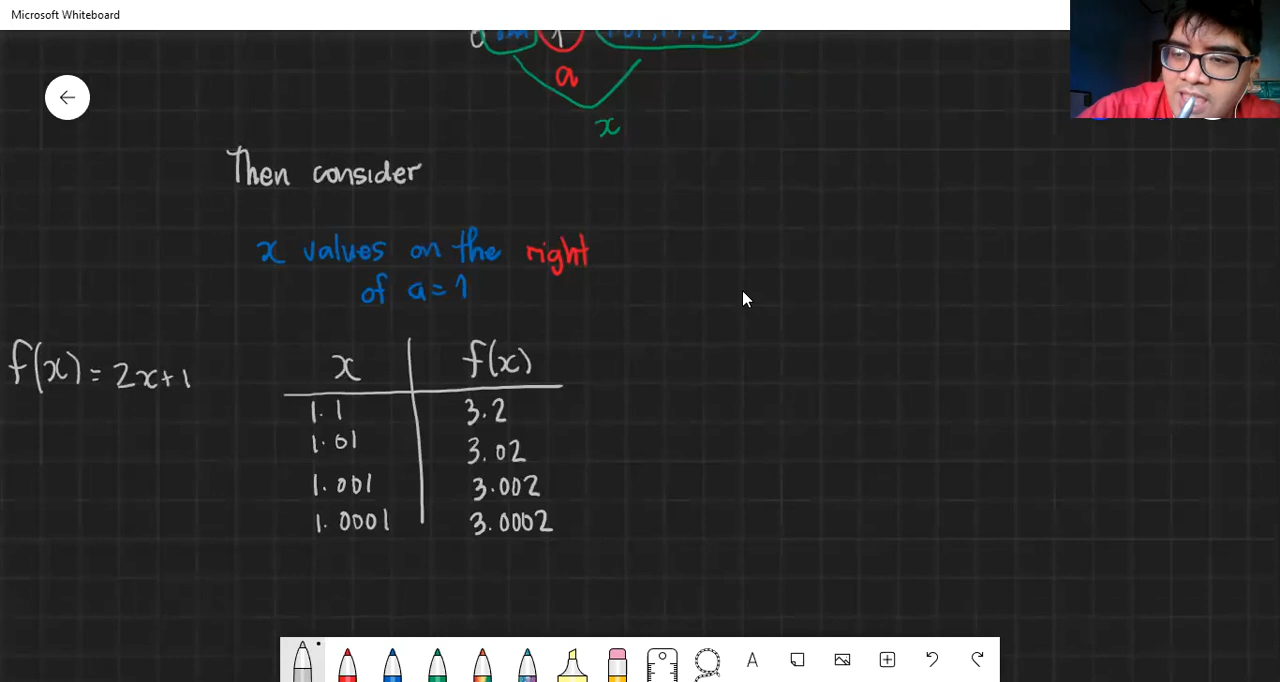 Microsoft Whiteboard
a
x
Then consider
x values on the right
of a = 1
f(x) = 2x+1
x f(x)
1.1 3.2
1.01 3.02
1.001 3.002
1.0001 3.0002
A